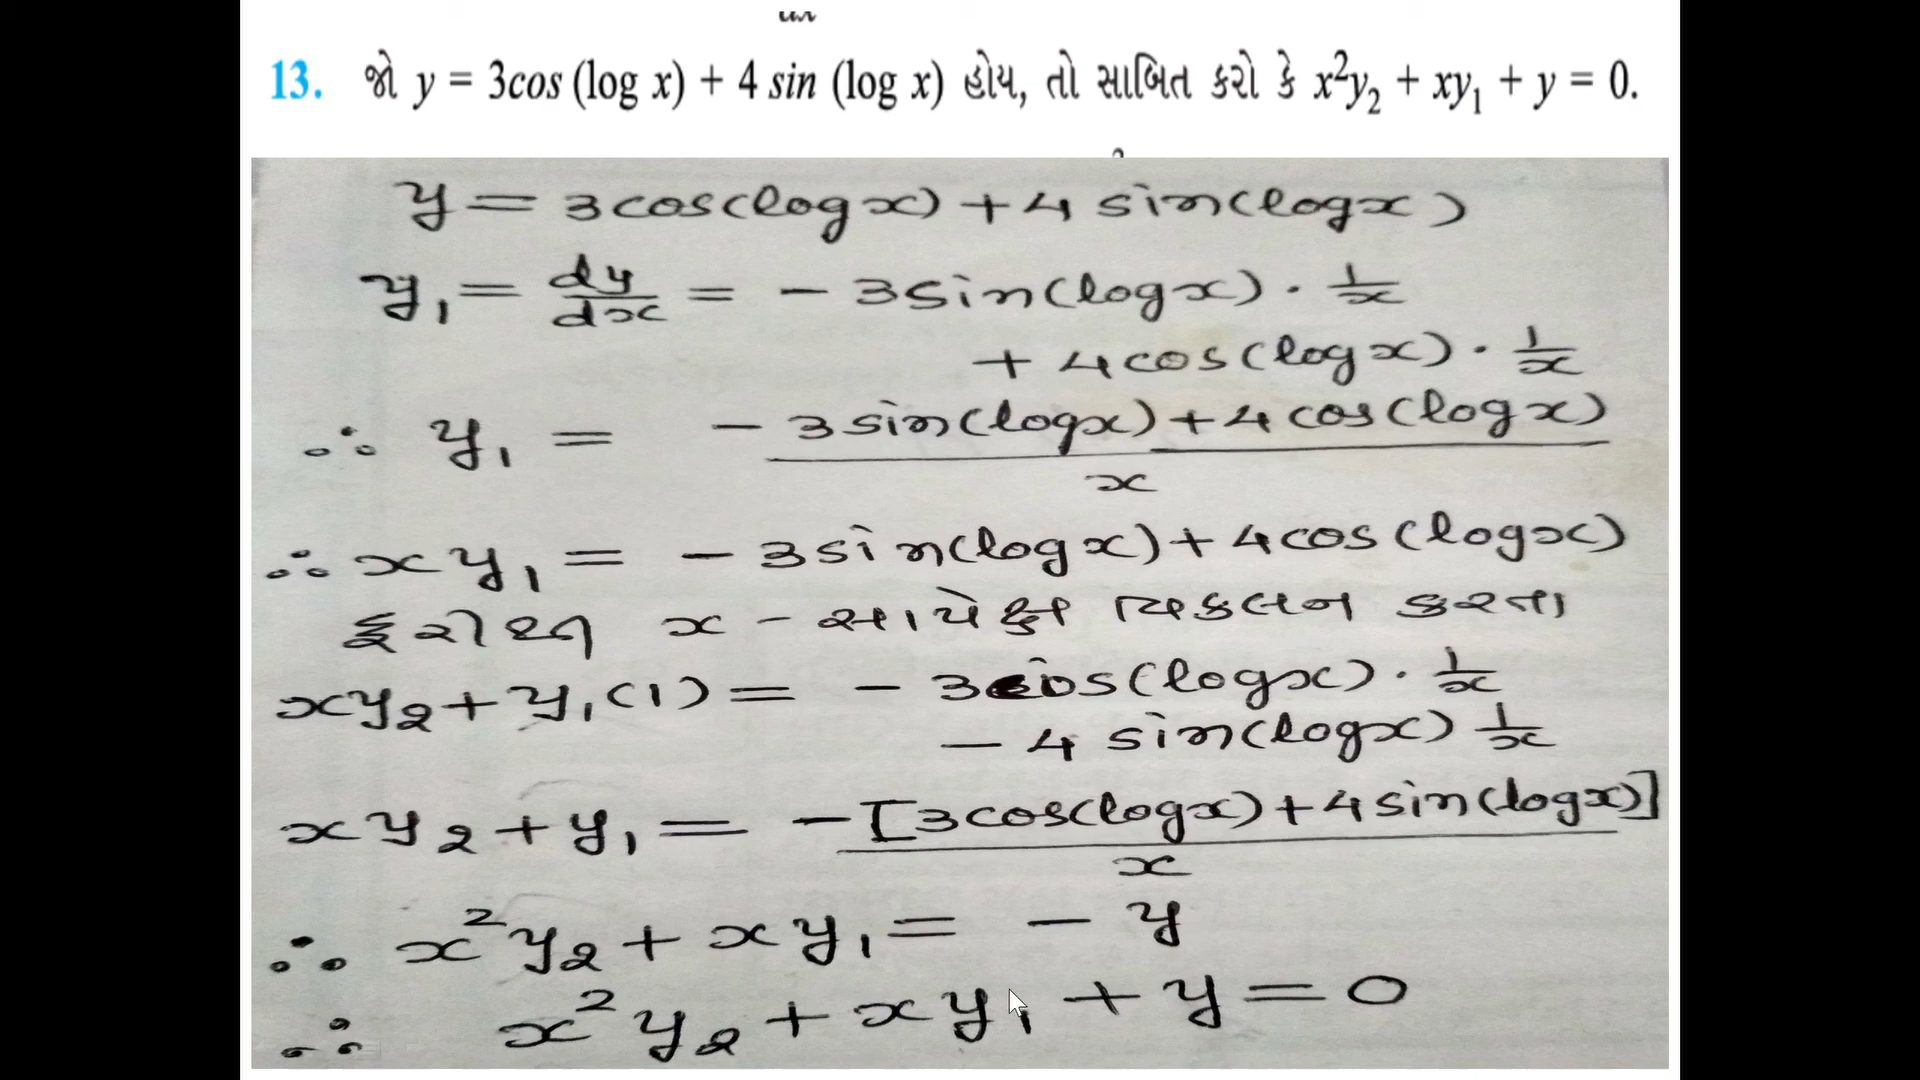 13. જો y = 3cos (log x) + 4 sin (log x) હોય, તો સાબિત કરો કે x²y₂ + xy₁ + y = 0.
y = 3cos(logx) + 4 sin(logx)
y₁ = dy/dx = - 3sin(logx) · 1/x
+ 4cos(logx) · 1/x
∴ y₁ = - 3sin(logx) + 4cos(logx) / x
∴ xy₁ = - 3sin(logx) + 4cos(logx)
ફરીથી x - સાપેક્ષ વિકલન કરતા
xy₂ + y₁(1) = - 3cos(logx) · 1/x
- 4 sin(logx) 1/x
xy₂ + y₁ = - [3cos(logx) + 4sin(logx)] / x
∴ x²y₂ + xy₁ = - y
∴ x²y₂ + xy₁ + y = 0